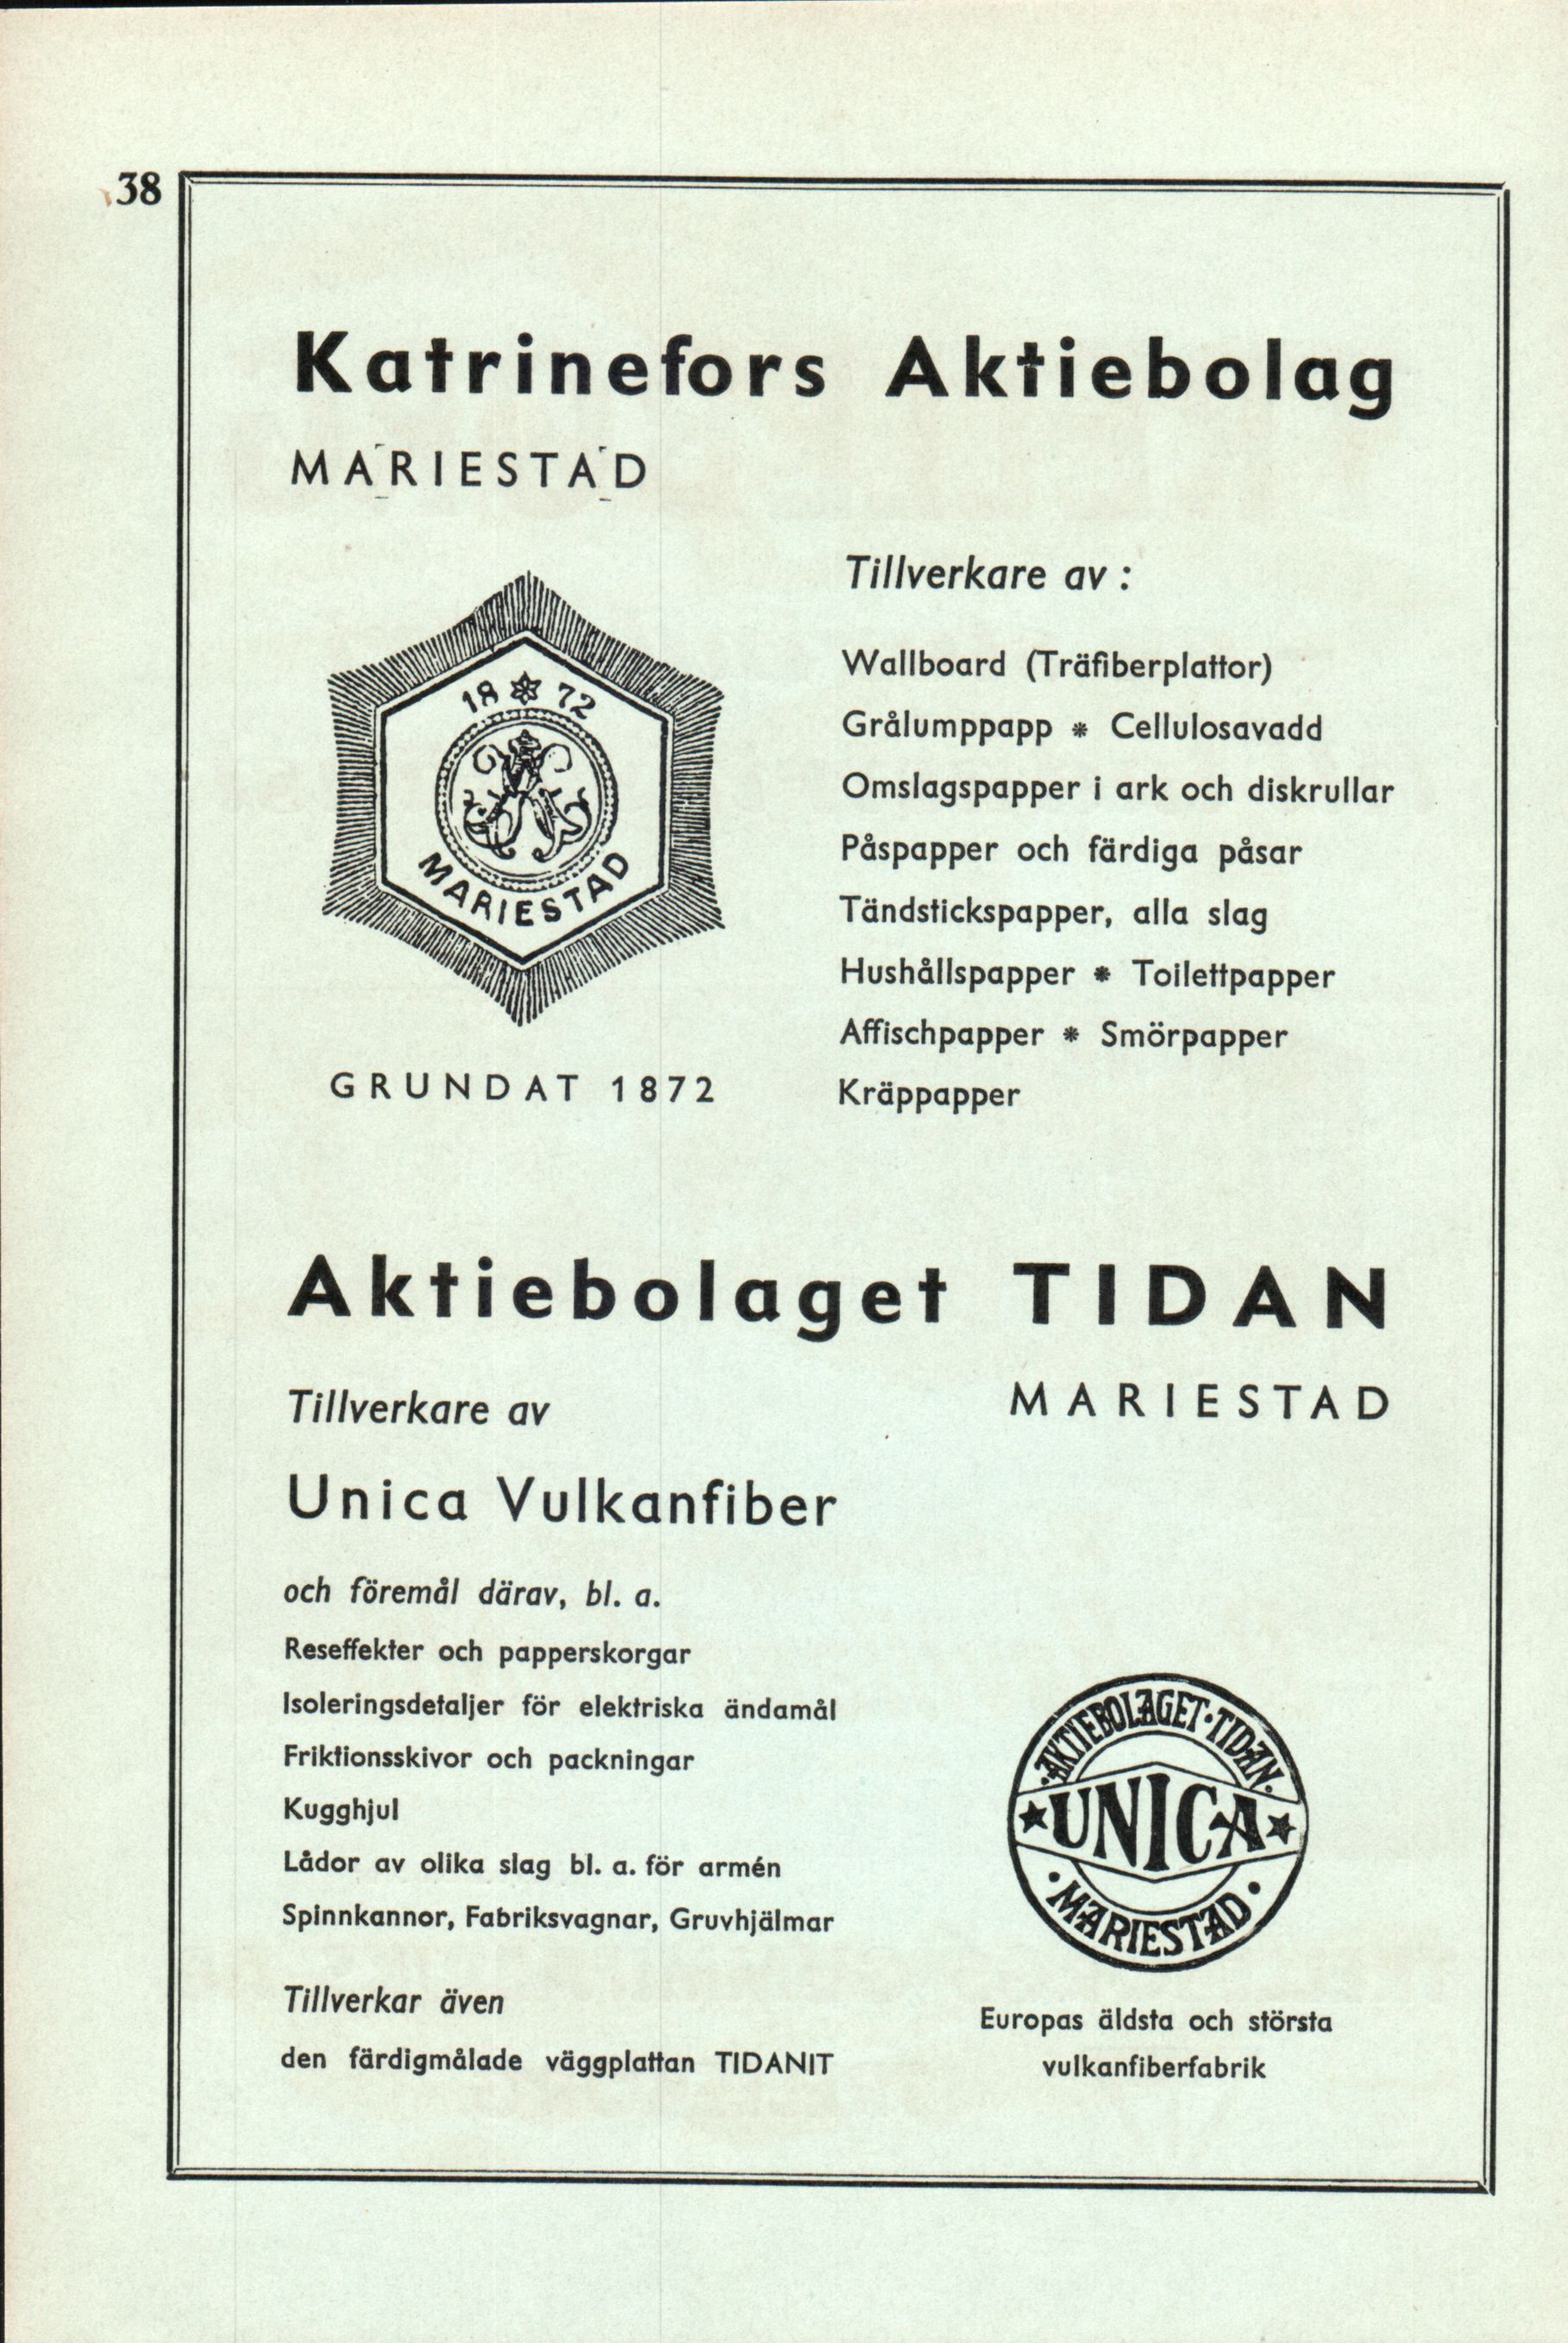 38
Katrinefors Aktiebolag
MARIESTAD
18 72
MARIESTAD
GRUNDAT 1872
Tillverkare av :
Wallboard (Träfiberplattor)
Grålumppapp * Cellulosavadd
Omslagspapper i ark och diskrullar
Påspapper och färdiga påsar
Tändstickspapper, alla slag
Hushållspapper * Toilettpapper
Affischpapper * Smörpapper
Kräppapper
Aktiebolaget TIDAN
MARIESTAD
Tillverkare av
Unica Vulkanfiber
och föremål därav, bl. a.
Reseffekter och papperskorgar
Isoleringsdetaljer för elektriska ändamål
Friktionsskivor och packningar
Kugghjul
Lådor av olika slag bl. a. för armén
Spinnkannor, Fabriksvagnar, Gruvhjälmar
Tillverkar även
den färdigmålade väggplattan TIDANIT
·AKTIEBOLAGET·TIDAN·
★UNICA★
·MARIESTAD·
Europas äldsta och största
vulkanfiberfabrik